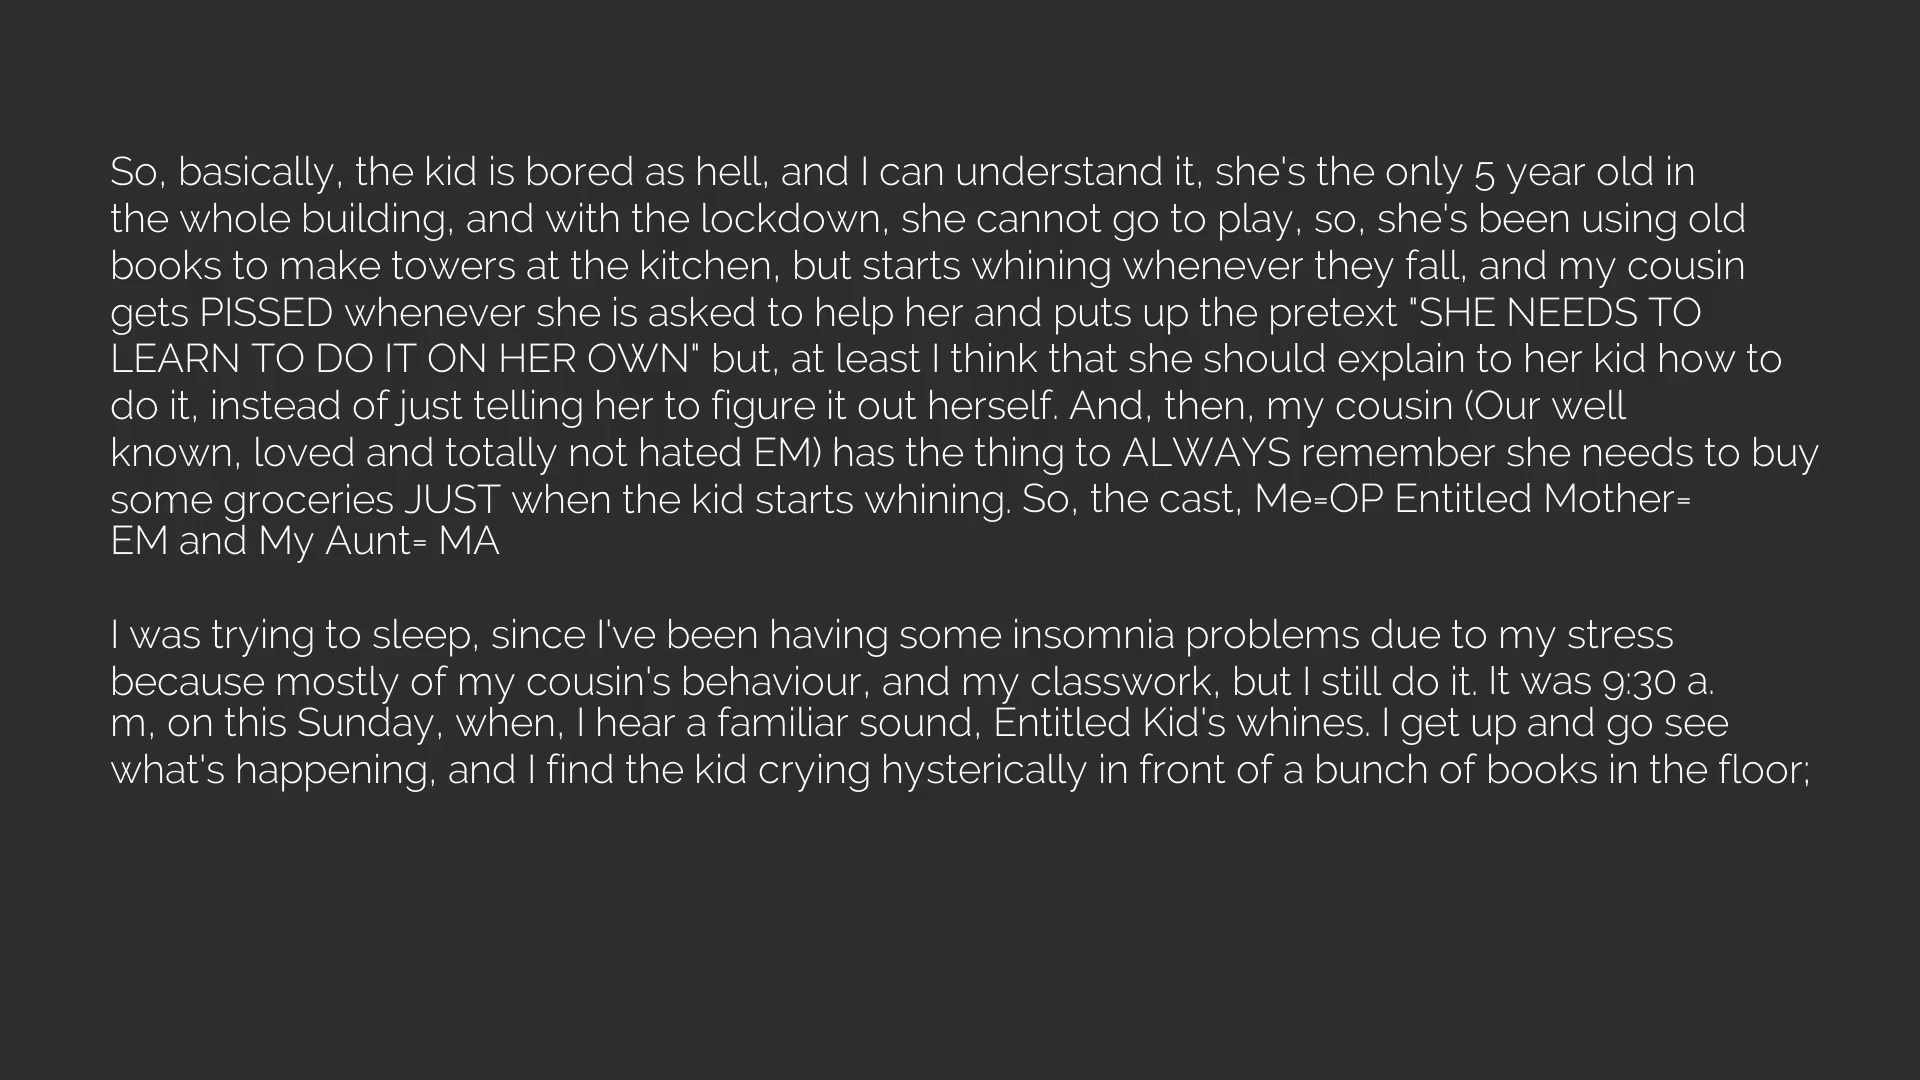 So, basically, the kid is bored as hell, and I can understand it, she's the only 5 year old in
the whole building, and with the lockdown, she cannot go to play, so, she's been using old
books to make towers at the kitchen, but starts whining whenever they fall, and my cousin
gets PISSED whenever she is asked to help her and puts up the pretext "SHE NEEDS TO
LEARN TO DO IT ON HER OWN" but, at least I think that she should explain to her kid how to
do it, instead of just telling her to figure it out herself. And, then, my cousin (Our well
known, loved and totally not hated EM) has the thing to ALWAYS remember she needs to buy
some groceries JUST when the kid starts whining. So, the cast, Me=OP Entitled Mother=
EM and My Aunt= MA
I was trying to sleep, since I've been having some insomnia problems due to my stress
because mostly of my cousin's behaviour, and my classwork, but I still do it. It was 9:30 a.
m, on this Sunday, when, I hear a familiar sound, Entitled Kid's whines. I get up and go see
what's happening, and I find the kid crying hysterically in front of a bunch of books in the floor;